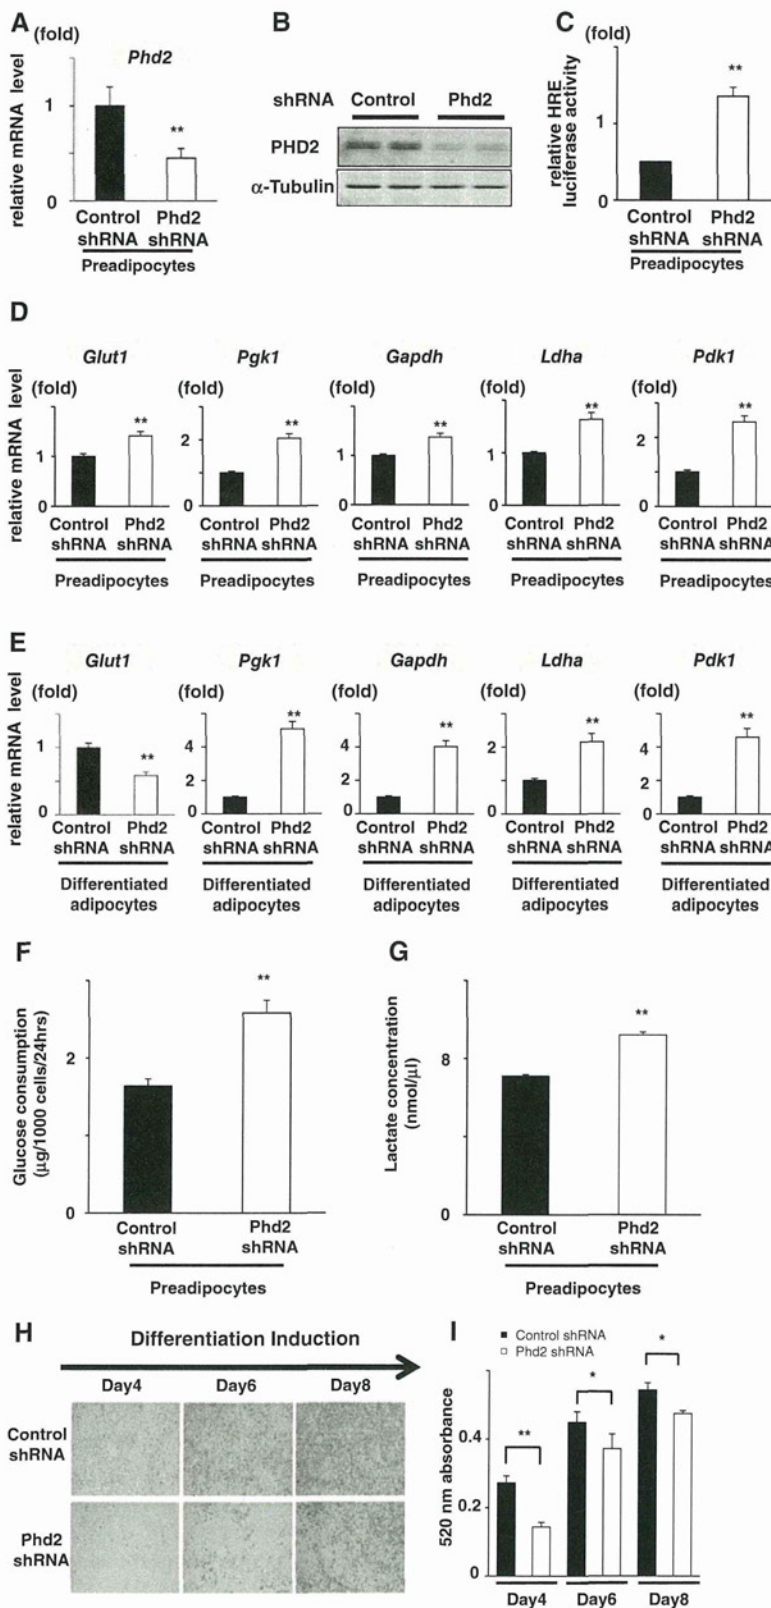 A
(fold)
Phd2
relative mRNA level
1
**
0
Control Phd2
shRNA shRNA
Preadipocytes
B
shRNA Control Phd2
PHD2
α-Tubulin
C
(fold)
relative HRE
luciferase activity
1
**
0
Control Phd2
shRNA shRNA
Preadipocytes
D
Glut1
(fold)
relative mRNA level
1
**
0
Control Phd2
shRNA shRNA
Preadipocytes
Pgk1
(fold)
2
1
**
0
Control Phd2
shRNA shRNA
Preadipocytes
Gapdh
(fold)
1
**
0
Control Phd2
shRNA shRNA
Preadipocytes
Ldha
(fold)
1
**
0
Control Phd2
shRNA shRNA
Preadipocytes
Pdk1
(fold)
2
1
**
0
Control Phd2
shRNA shRNA
Preadipocytes
E
Glut1
(fold)
relative mRNA level
1
**
0
Control Phd2
shRNA shRNA
Differentiated
adipocytes
Pgk1
(fold)
4
2
**
0
Control Phd2
shRNA shRNA
Differentiated
adipocytes
Gapdh
(fold)
4
2
**
0
Control Phd2
shRNA shRNA
Differentiated
adipocytes
Ldha
(fold)
2
1
**
0
Control Phd2
shRNA shRNA
Differentiated
adipocytes
Pdk1
(fold)
4
2
**
0
Control Phd2
shRNA shRNA
Differentiated
adipocytes
F
Glucose consumption
(μg/1000 cells/24hrs)
2
**
0
Control Phd2
shRNA shRNA
Preadipocytes
G
Lactate concentration
(nmol/μl)
8
**
0
Control Phd2
shRNA shRNA
Preadipocytes
H
Differentiation Induction
Day4 Day6 Day8
Control
shRNA
Phd2
shRNA
I
Control shRNA
Phd2 shRNA
520 nm absorbance
0.4
0.2
0
**
*
*
Day4 Day6 Day8